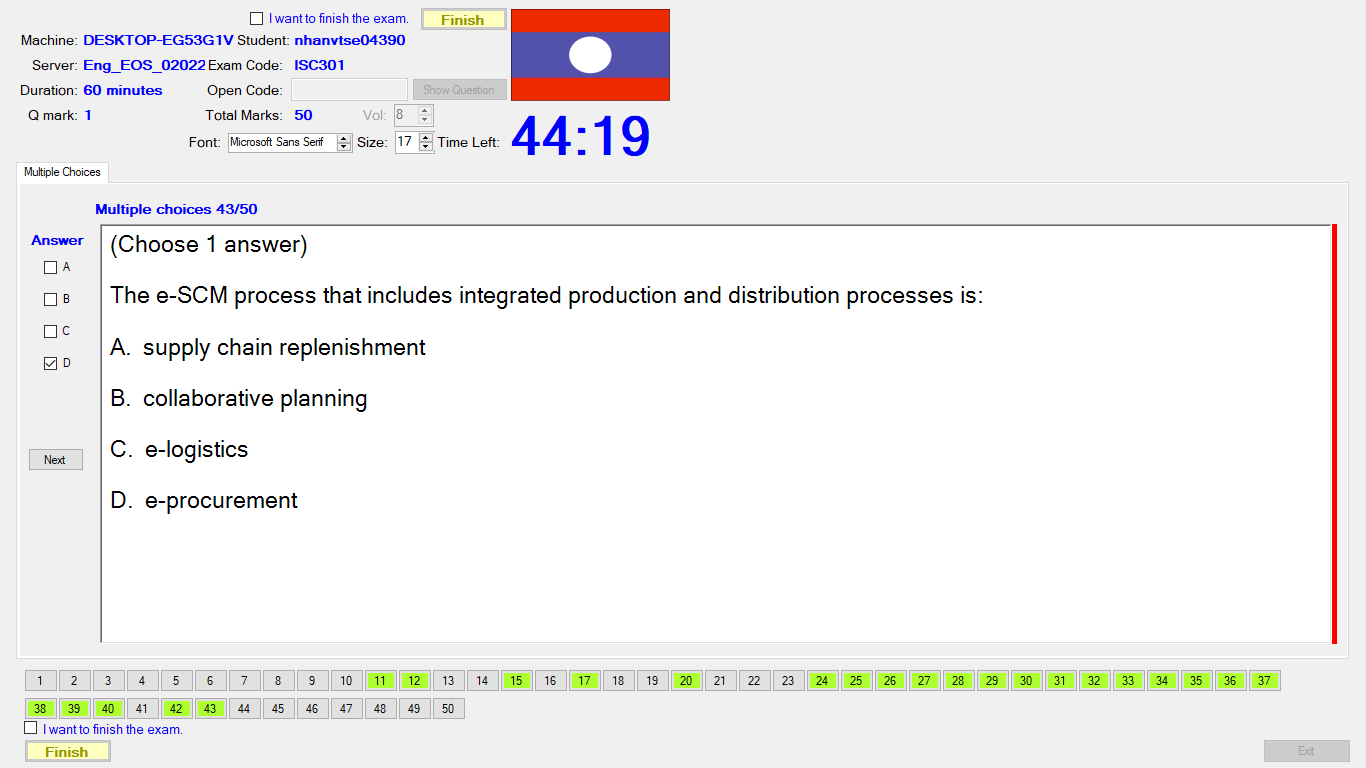 I want to finish the exam.
Finish
Machine: DESKTOP-EG53G1V Student: nhanvtse04390
Server: Eng_EOS_02022 Exam Code: ISC301
Duration: 60 minutes Open Code: Show Question
Q mark: 1 Total Marks: 50 Vol: 8
Font: Microsoft Sans Serif Size: 17 Time Left: 44:19
Multiple Choices
Multiple choices 43/50
Answer
A
B
C
D
Next
(Choose 1 answer)
The e-SCM process that includes integrated production and distribution processes is:
A. supply chain replenishment
B. collaborative planning
C. e-logistics
D. e-procurement
1 2 3 4 5 6 7 8 9 10 11 12 13 14 15 16 17 18 19 20 21 22 23 24 25 26 27 28 29 30 31 32 33 34 35 36 37
38 39 40 41 42 43 44 45 46 47 48 49 50
I want to finish the exam.
Finish
Exit